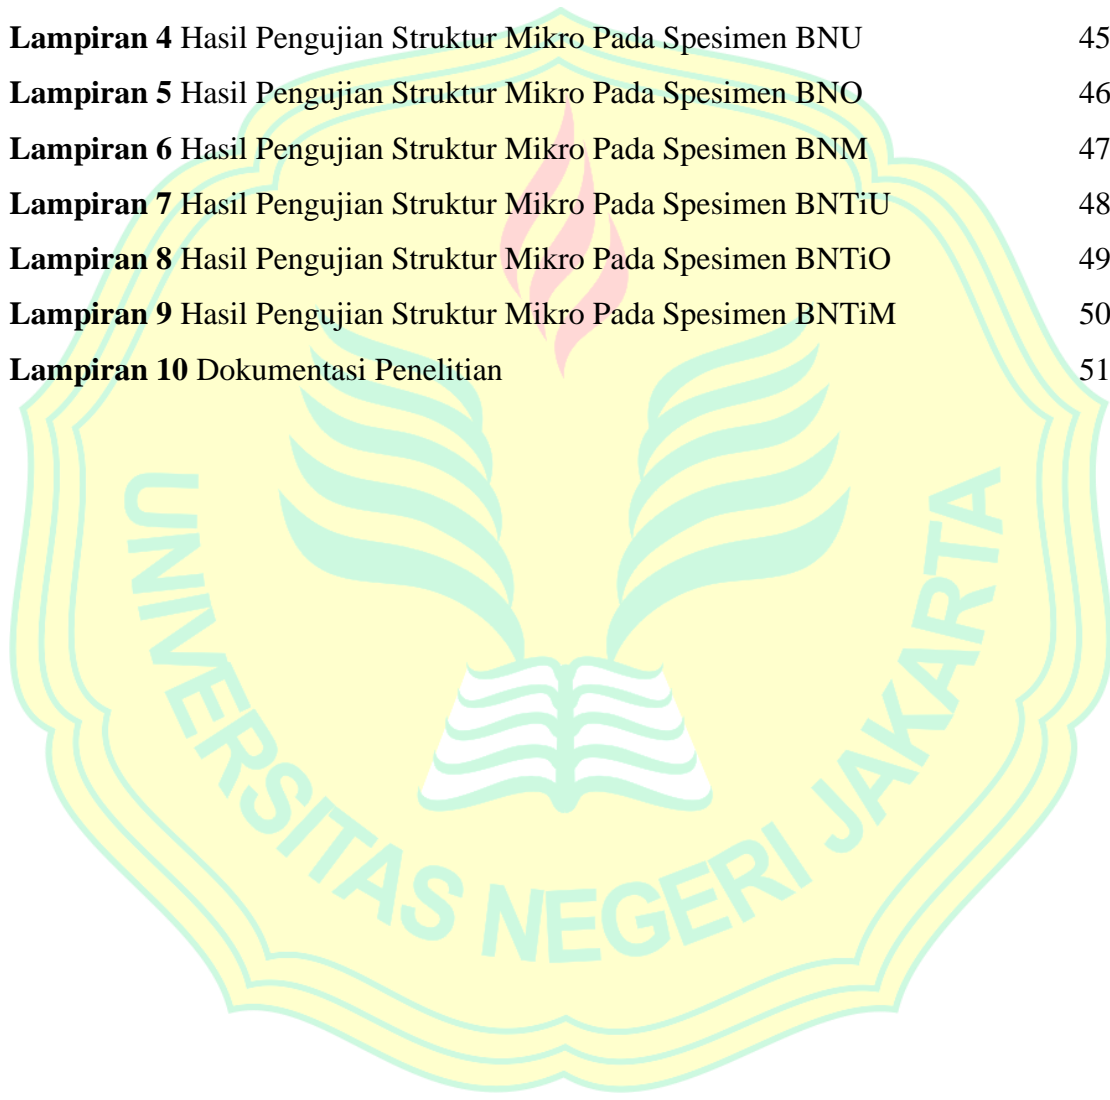 Lampiran 4 Hasil Pengujian Struktur Mikro Pada Spesimen BNU 45
Lampiran 5 Hasil Pengujian Struktur Mikro Pada Spesimen BNO 46
Lampiran 6 Hasil Pengujian Struktur Mikro Pada Spesimen BNM 47
Lampiran 7 Hasil Pengujian Struktur Mikro Pada Spesimen BNTiU 48
Lampiran 8 Hasil Pengujian Struktur Mikro Pada Spesimen BNTiO 49
Lampiran 9 Hasil Pengujian Struktur Mikro Pada Spesimen BNTiM 50
Lampiran 10 Dokumentasi Penelitian 51
UNIVERSITAS NEGERI JAKARTA